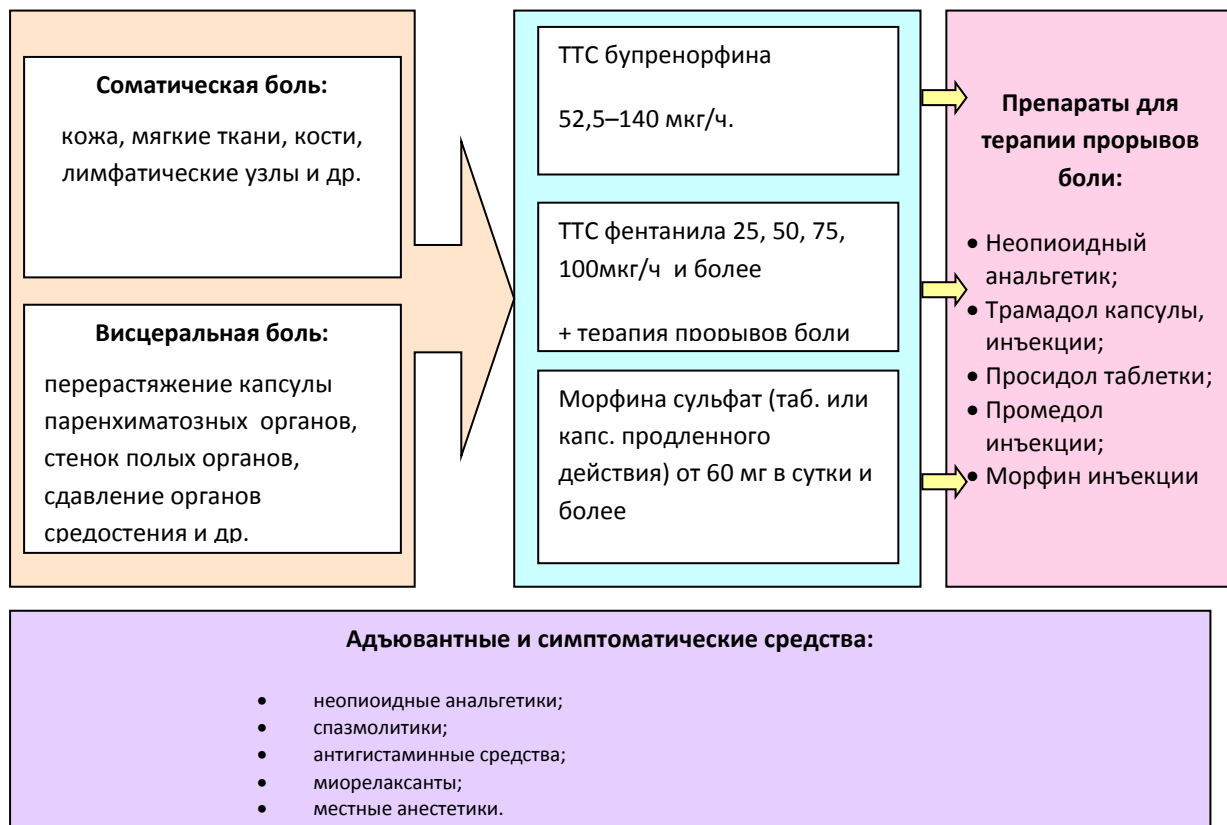 Соматическая боль:
кожа, мягкие ткани, кости,
лимфатические узлы и др.
Висцеральная боль:
перерастяжение капсулы
паренхиматозных органов,
стенок полых органов,
сдавление органов
средостения и др.
ТТС бупренорфина
52,5–140 мкг/ч.
ТТС фентанила 25, 50, 75,
100мкг/ч и более
+ терапия прорывов боли
Морфина сульфат (таб. или
капс. продленного
действия) от 60 мг в сутки и
более
Препараты для
терапии прорывов
боли:
• Неопиоидный
анальгетик;
• Трамадол капсулы,
инъекции;
• Просидол таблетки;
• Промедол
инъекции;
• Морфин инъекции
Адъювантные и симптоматические средства:
• неопиоидные анальгетики;
• спазмолитики;
• антигистаминные средства;
• миорелаксанты;
• местные анестетики.